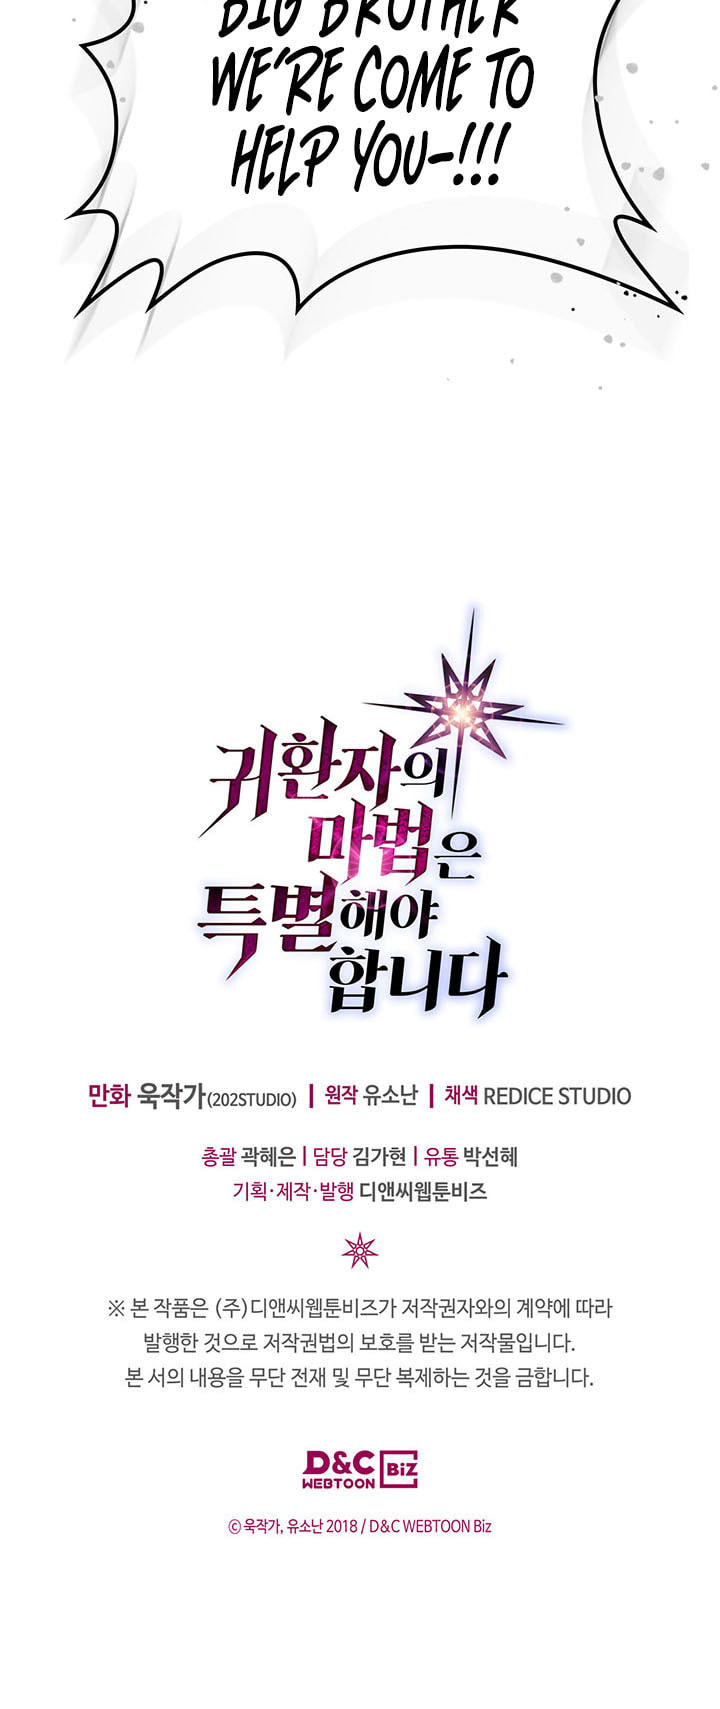 BIG BROTHER
WE'RE COME TO
HELP YOU-!!!
귀환자의
마법은
특별해야
합니다
만화 욱작가(202STUDIO) | 원작 유소난 | 채색 REDICE STUDIO
총괄 곽혜은 | 담당 김가현 | 유통 박선혜
기획·제작·발행 디앤씨웹툰비즈
※ 본 작품은 (주)디앤씨웹툰비즈가 저작권자와의 계약에 따라
발행한 것으로 저작권법의 보호를 받는 저작물입니다.
본 서의 내용을 무단 전재 및 무단 복제하는 것을 금합니다.
D&C BiZ
WEBTOON
© 욱작가, 유소난 2018 / D&C WEBTOON Biz